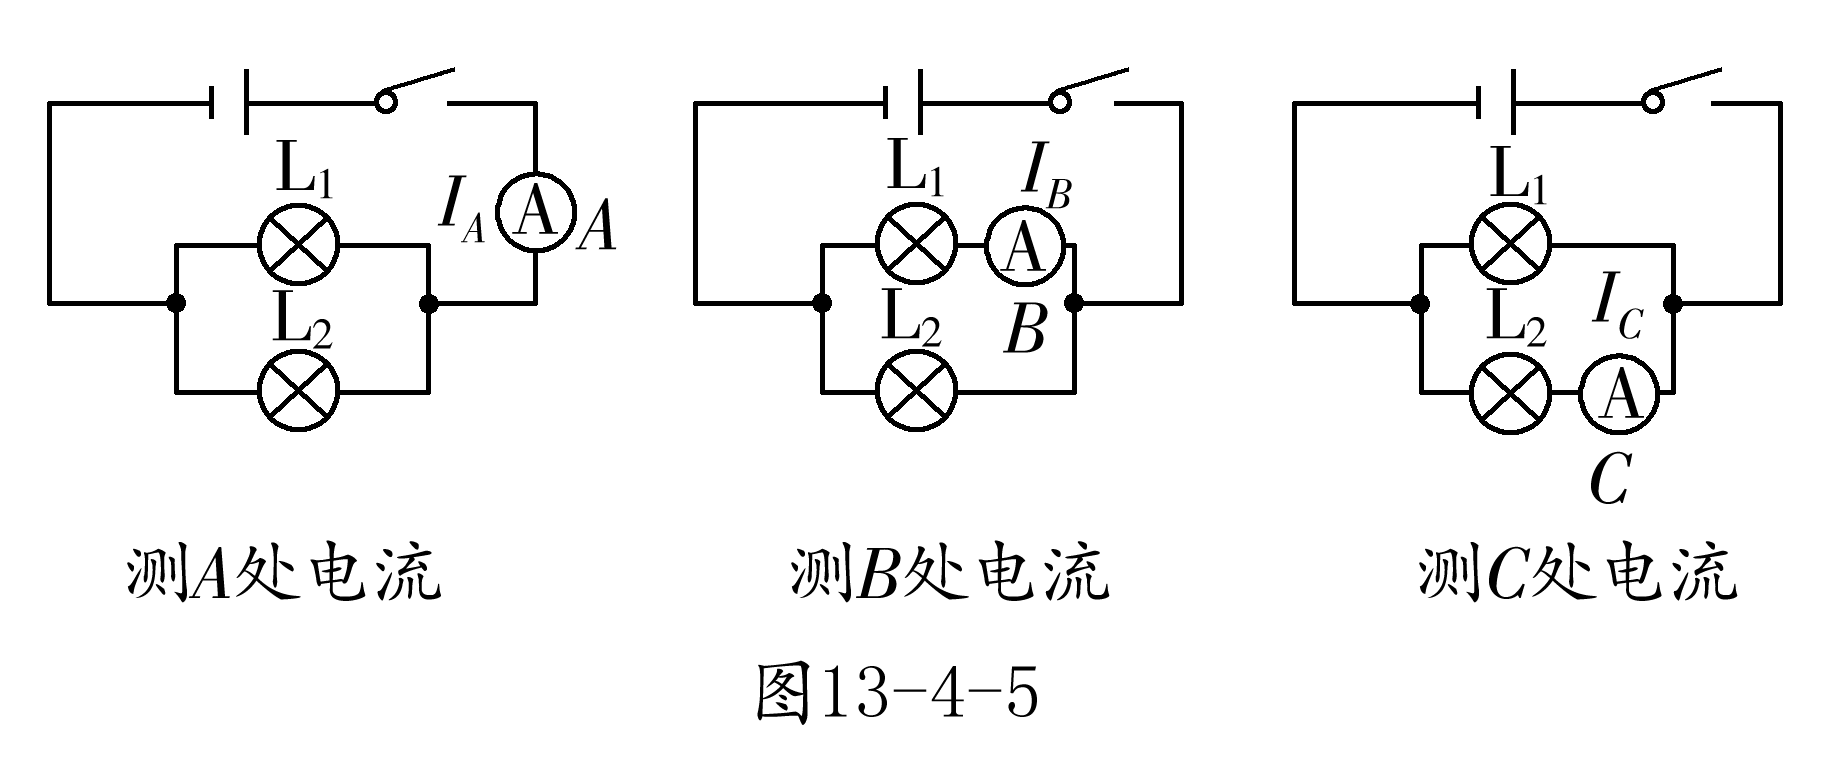 L₁ I_A A A
L₂
L₁ I_B A
L₂ B
L₁
L₂ I_C A
C
测A处电流 测B处电流 测C处电流
图13-4-5